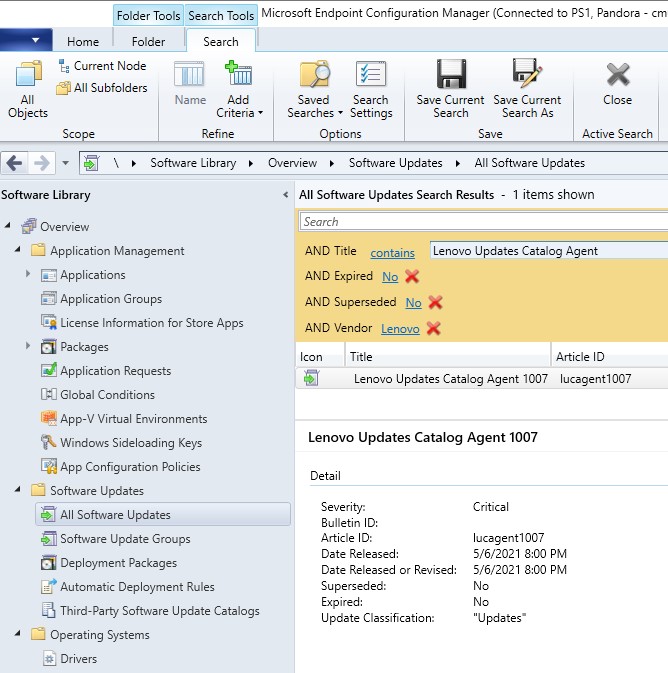 Folder Tools Search Tools Microsoft Endpoint Configuration Manager (Connected to PS1, Pandora - cm
Home Folder Search
Current Node
All Subfolders
All Objects
Name
Add Criteria
Saved Searches
Search Settings
Save Current Search
Save Current Search As
Close
Scope Refine Options Save Active Search
\ Software Library Overview Software Updates All Software Updates
Software Library
Overview
Application Management
Applications
Application Groups
License Information for Store Apps
Packages
Application Requests
Global Conditions
App-V Virtual Environments
Windows Sideloading Keys
App Configuration Policies
Software Updates
All Software Updates
Software Update Groups
Deployment Packages
Automatic Deployment Rules
Third-Party Software Update Catalogs
Operating Systems
Drivers
All Software Updates Search Results - 1 items shown
Search
AND Title contains Lenovo Updates Catalog Agent
AND Expired No
AND Superseded No
AND Vendor Lenovo
Icon Title Article ID
Lenovo Updates Catalog Agent 1007 lucagent1007
Lenovo Updates Catalog Agent 1007
Detail
Severity: Critical
Bulletin ID:
Article ID: lucagent1007
Date Released: 5/6/2021 8:00 PM
Date Released or Revised: 5/6/2021 8:00 PM
Superseded: No
Expired: No
Update Classification: "Updates"